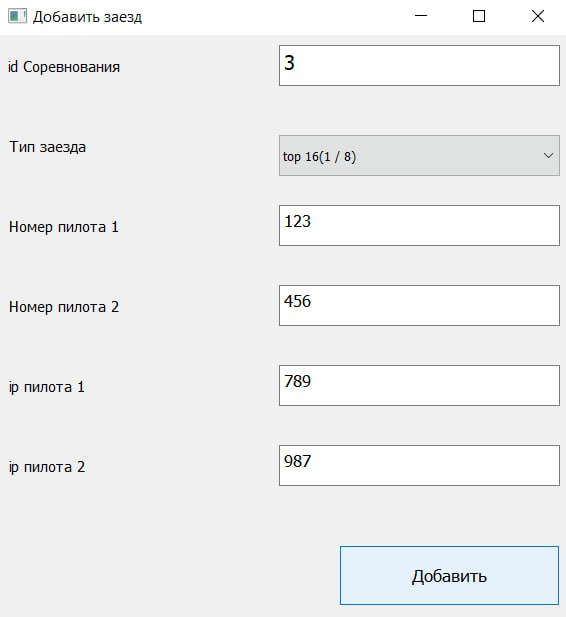 Добавить заезд
id Соревнования
3
Тип заезда
top 16(1 / 8)
Номер пилота 1
123
Номер пилота 2
456
ip пилота 1
789
ip пилота 2
987
Добавить